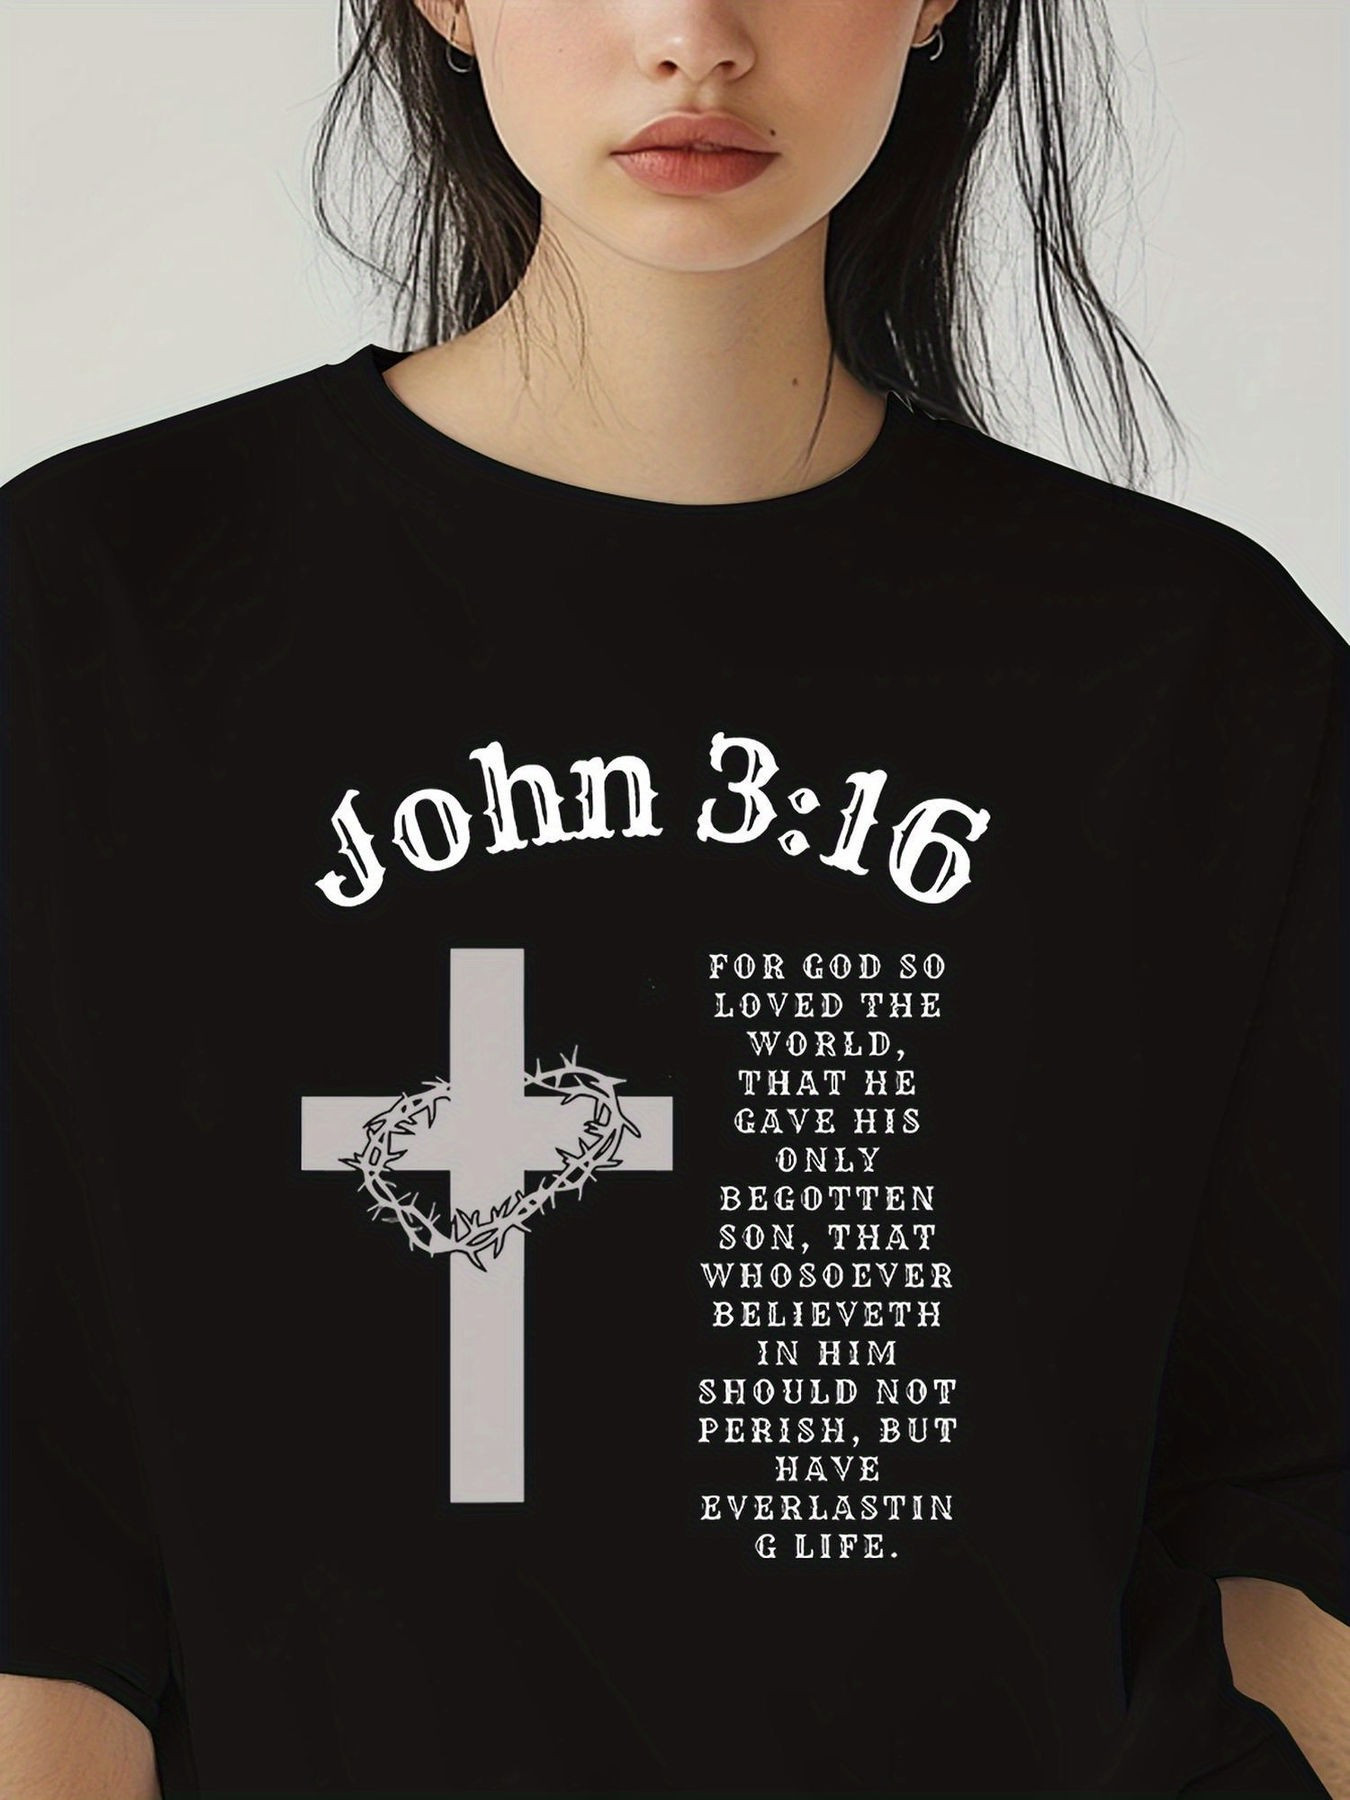 John 3:16
FOR GOD SO
LOVED THE
WORLD,
THAT HE
GAVE HIS
ONLY
BEGOTTEN
SON, THAT
WHOSOEVER
BELIEVETH
IN HIM
SHOULD NOT
PERISH, BUT
HAVE
EVERLASTIN
G LIFE.